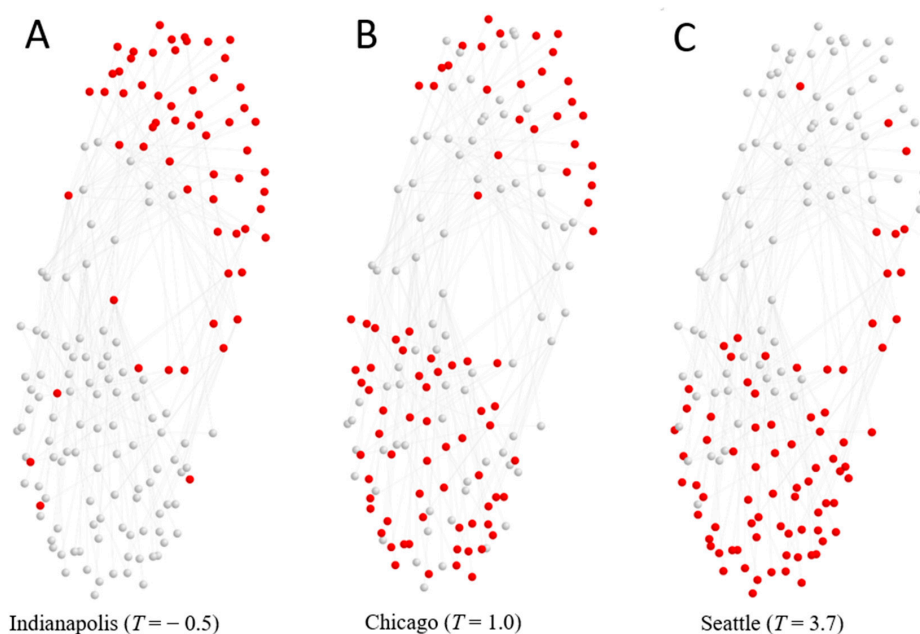 A B C
Indianapolis (T = − 0.5) Chicago (T = 1.0) Seattle (T = 3.7)